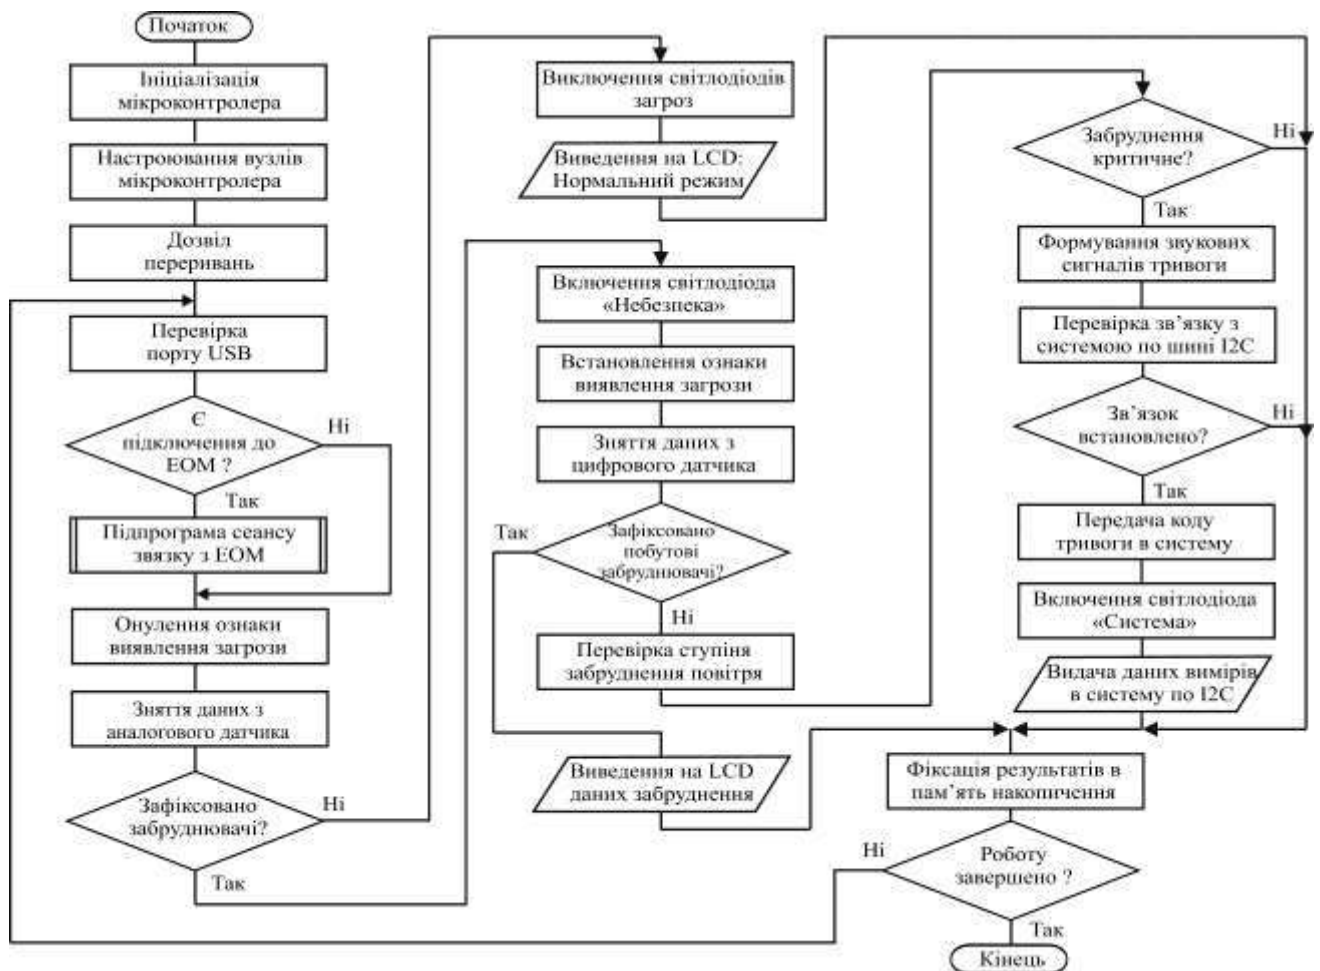 Початок
Ініціалізація
мікроконтролера
Настроювання вузлів
мікроконтролера
Дозвіл
переривань
Перевірка
порту USB
Є
підключення до
ЕОМ ?
Ні
Так
Підпрограма сеансу
звязку з ЕОМ
Онулення ознаки
виявлення загрози
Зняття даних з
аналогового датчика
Зафіксовано
забруднювачі?
Ні
Так
Виключення світлодіодів
загроз
Виведення на LCD:
Нормальний режим
Включення світлодіода
«Небезпека»
Встановлення ознаки
виявлення загрози
Зняття даних з
цифрового датчика
Так
Зафіксовано
побутові
забруднювачі?
Ні
Перевірка ступіня
забруднення повітря
Виведення на LCD
даних забруднення
Забруднення
критичне?
Ні
Так
Формування звукових
сигналів тривоги
Перевірка зв’язку з
системою по шині I2C
Зв’язок
встановлено?
Ні
Так
Передача коду
тривоги в систему
Включення світлодіода
«Система»
Видача даних вимірів
в систему по I2C
Фіксація результатів в
пам’ять накопичення
Ні
Роботу
завершено ?
Так
Кінець